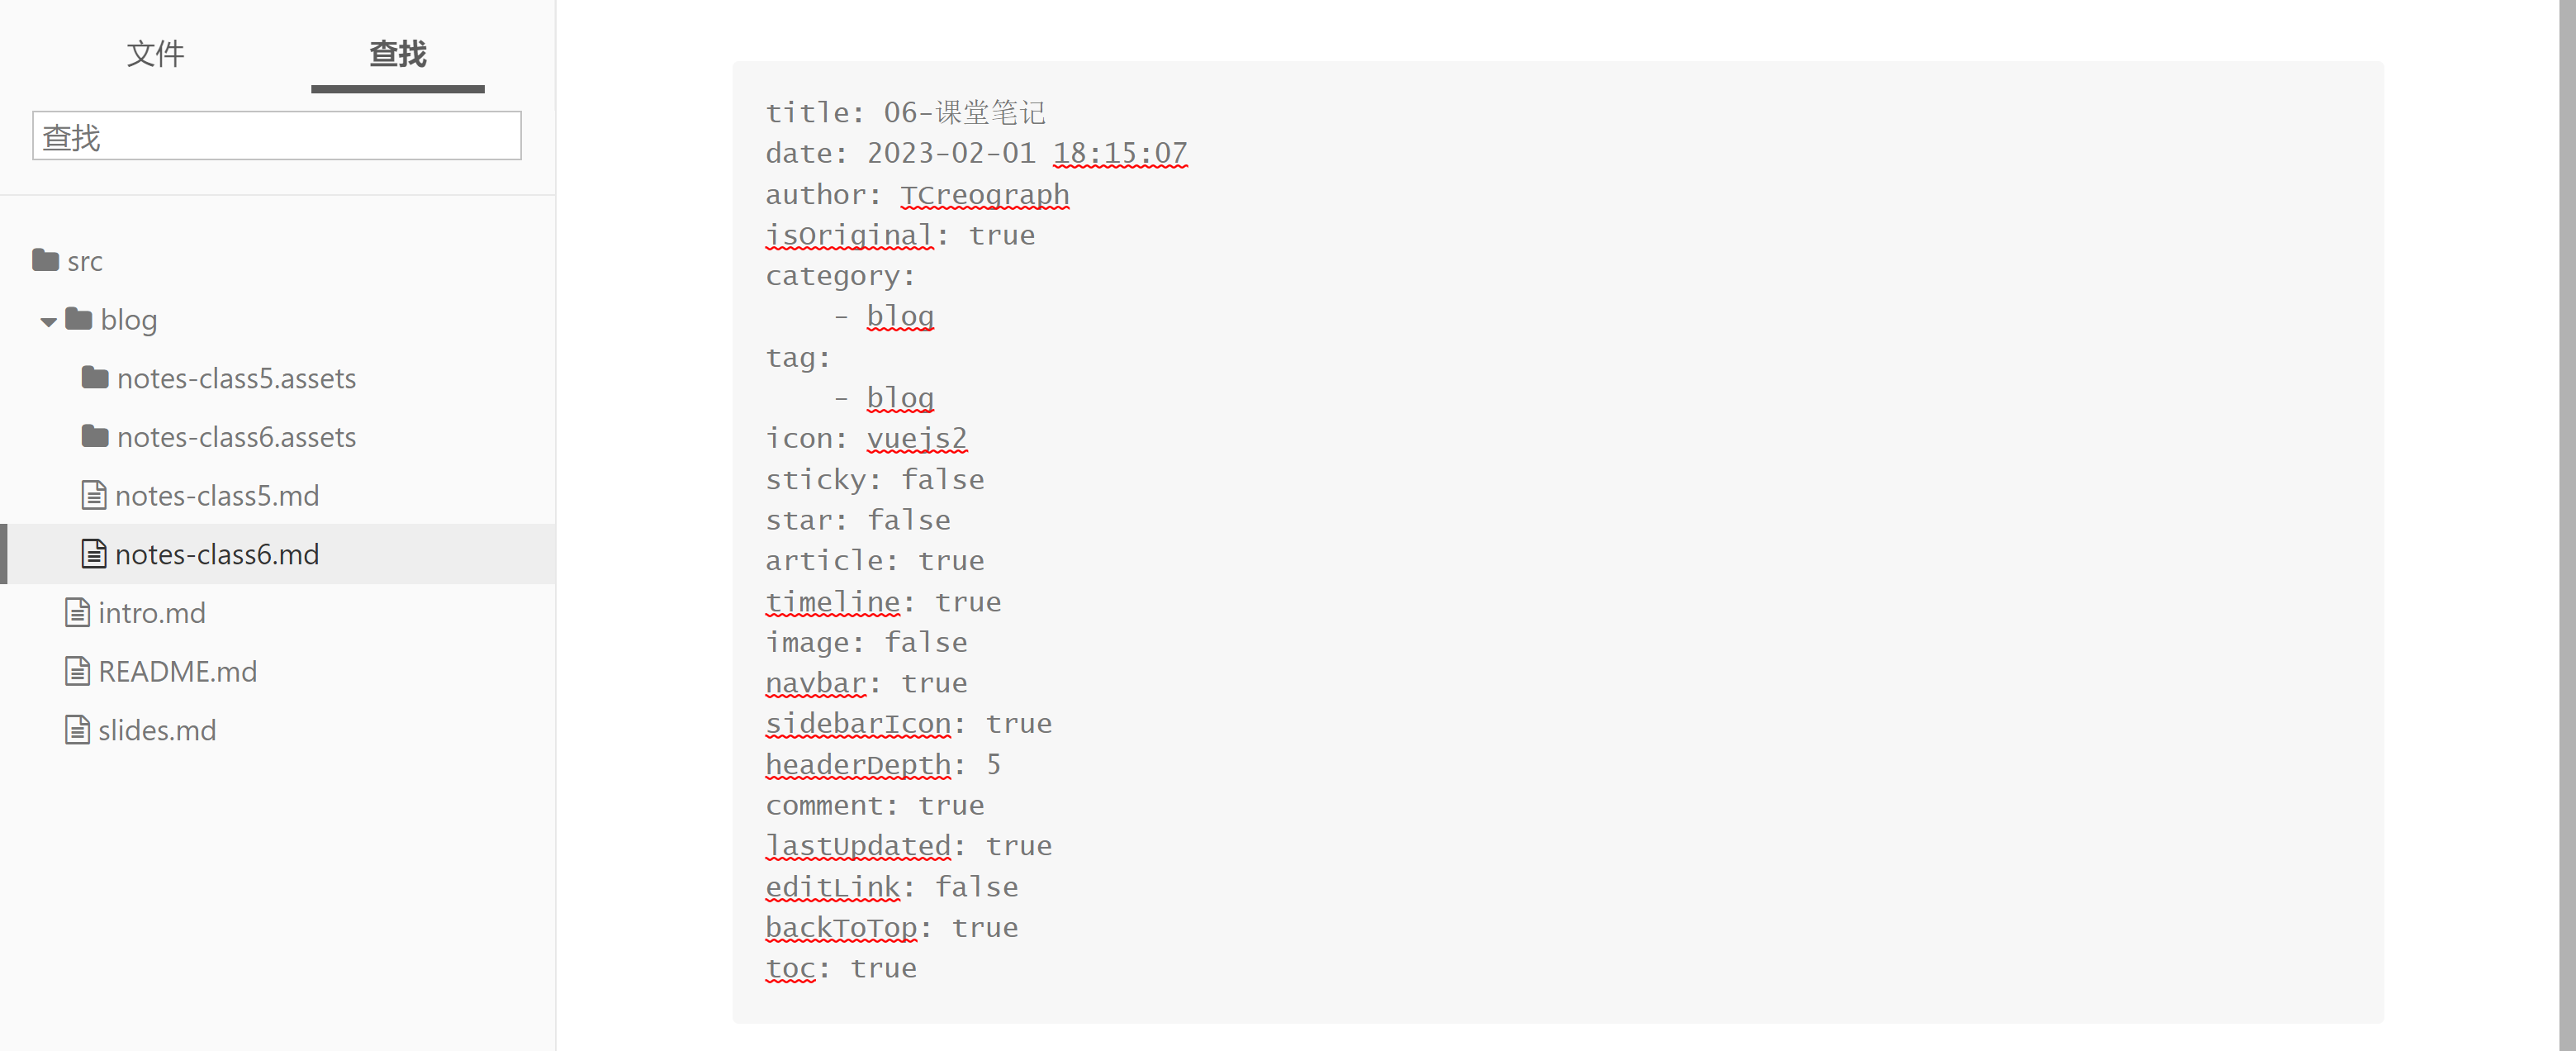 文件
查找
查找
src
blog
notes-class5.assets
notes-class6.assets
notes-class5.md
notes-class6.md
intro.md
README.md
slides.md
title: 06-课堂笔记
date: 2023-02-01 18:15:07
author: TCreograph
isOriginal: true
category:
    - blog
tag:
    - blog
icon: vuejs2
sticky: false
star: false
article: true
timeline: true
image: false
navbar: true
sidebarIcon: true
headerDepth: 5
comment: true
lastUpdated: true
editLink: false
backToTop: true
toc: true